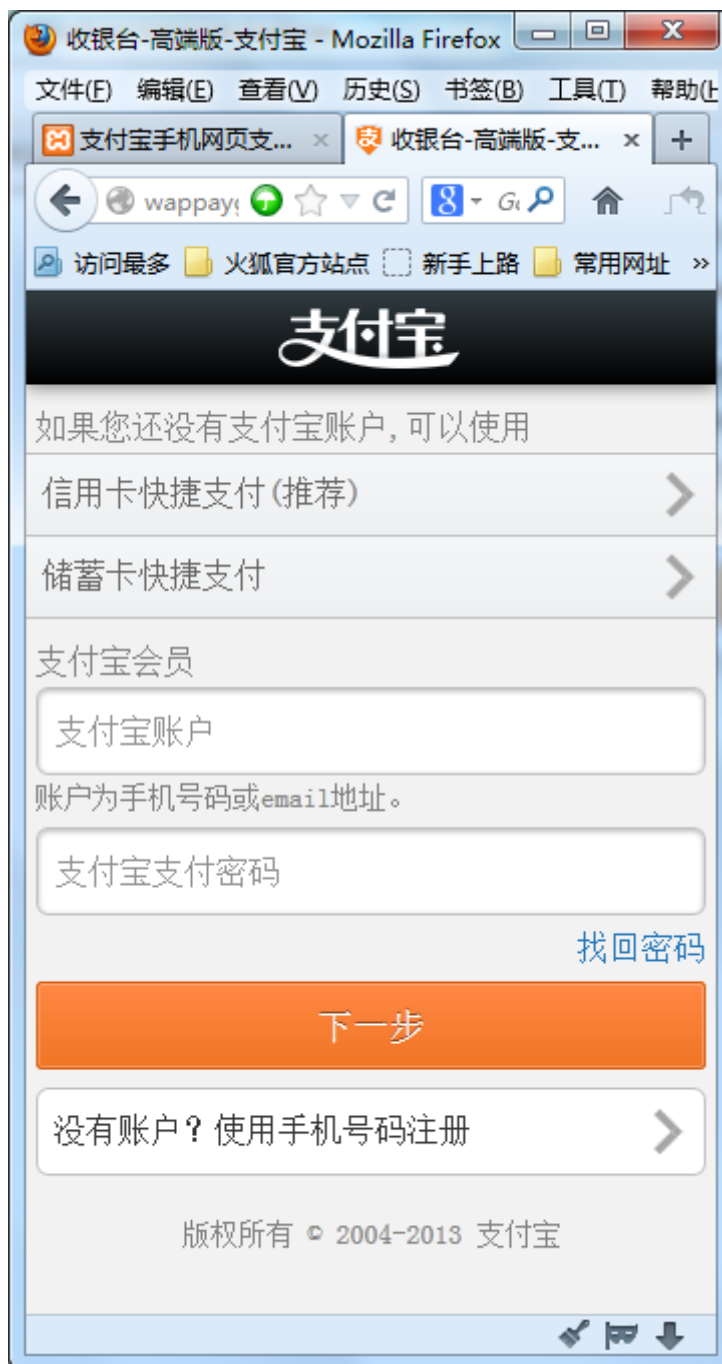 收银台-高端版-支付宝 - Mozilla Firefox
文件(F) 编辑(E) 查看(V) 历史(S) 书签(B) 工具(T) 帮助(H
支付宝手机网页支... 收银台-高端版-支...
wappay
访问最多 火狐官方站点 新手上路 常用网址 »
支付宝
如果您还没有支付宝账户,可以使用
信用卡快捷支付(推荐)
储蓄卡快捷支付
支付宝会员
支付宝账户
账户为手机号码或email地址。
支付宝支付密码
找回密码
下一步
没有账户?使用手机号码注册
版权所有 © 2004-2013 支付宝